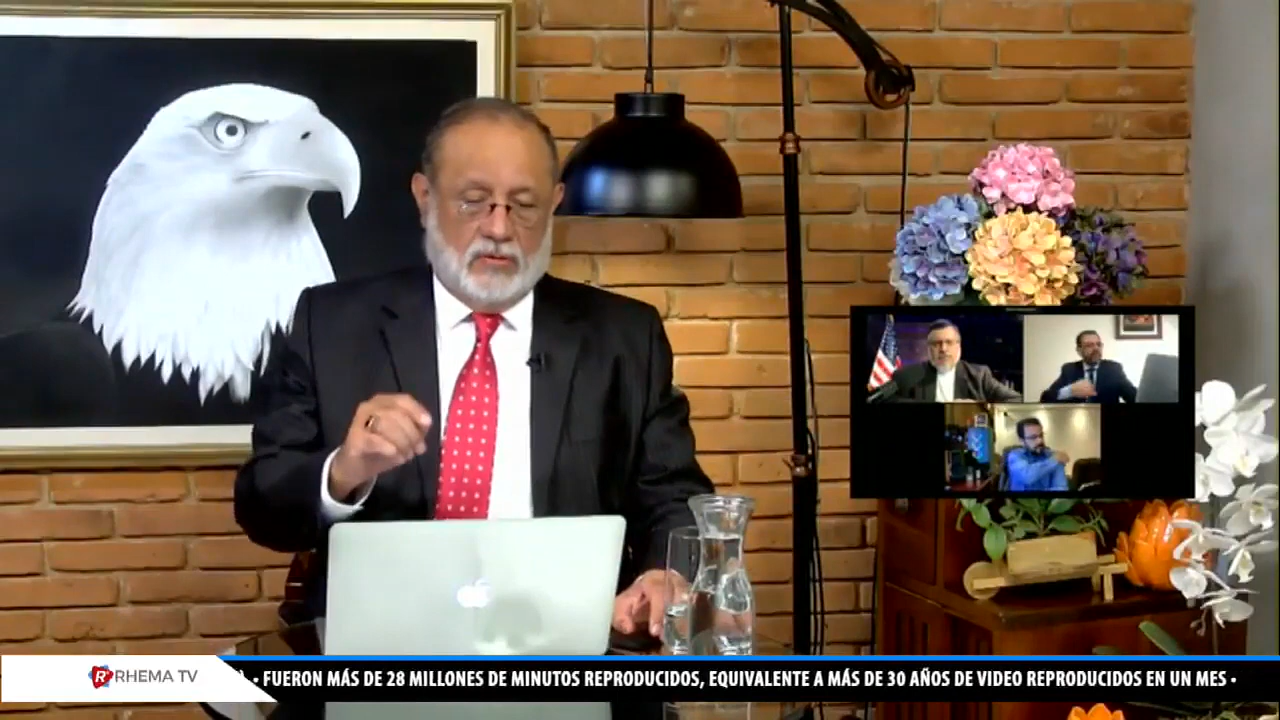 RHEMA TV
• FUERON MÁS DE 28 MILLONES DE MINUTOS REPRODUCIDOS, EQUIVALENTE A MÁS DE 30 AÑOS DE VIDEO REPRODUCIDOS EN UN MES •